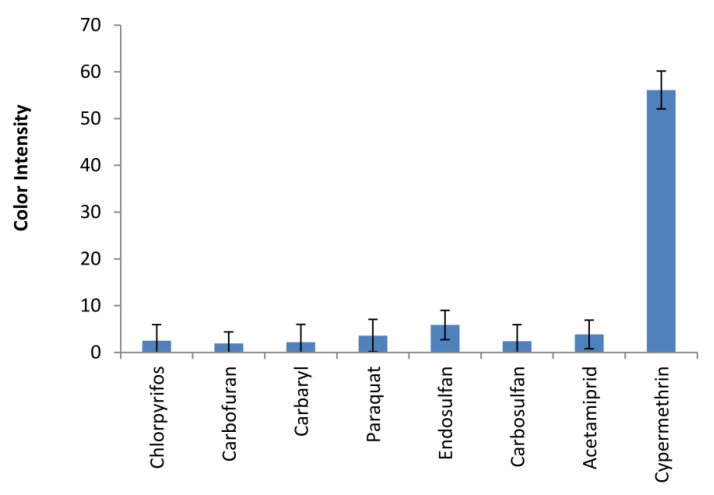 70
60
50
40
30
20
10
0
Color Intensity
Chlorpyrifos
Carbofuran
Carbaryl
Paraquat
Endosulfan
Carbosulfan
Acetamiprid
Cypermethrin